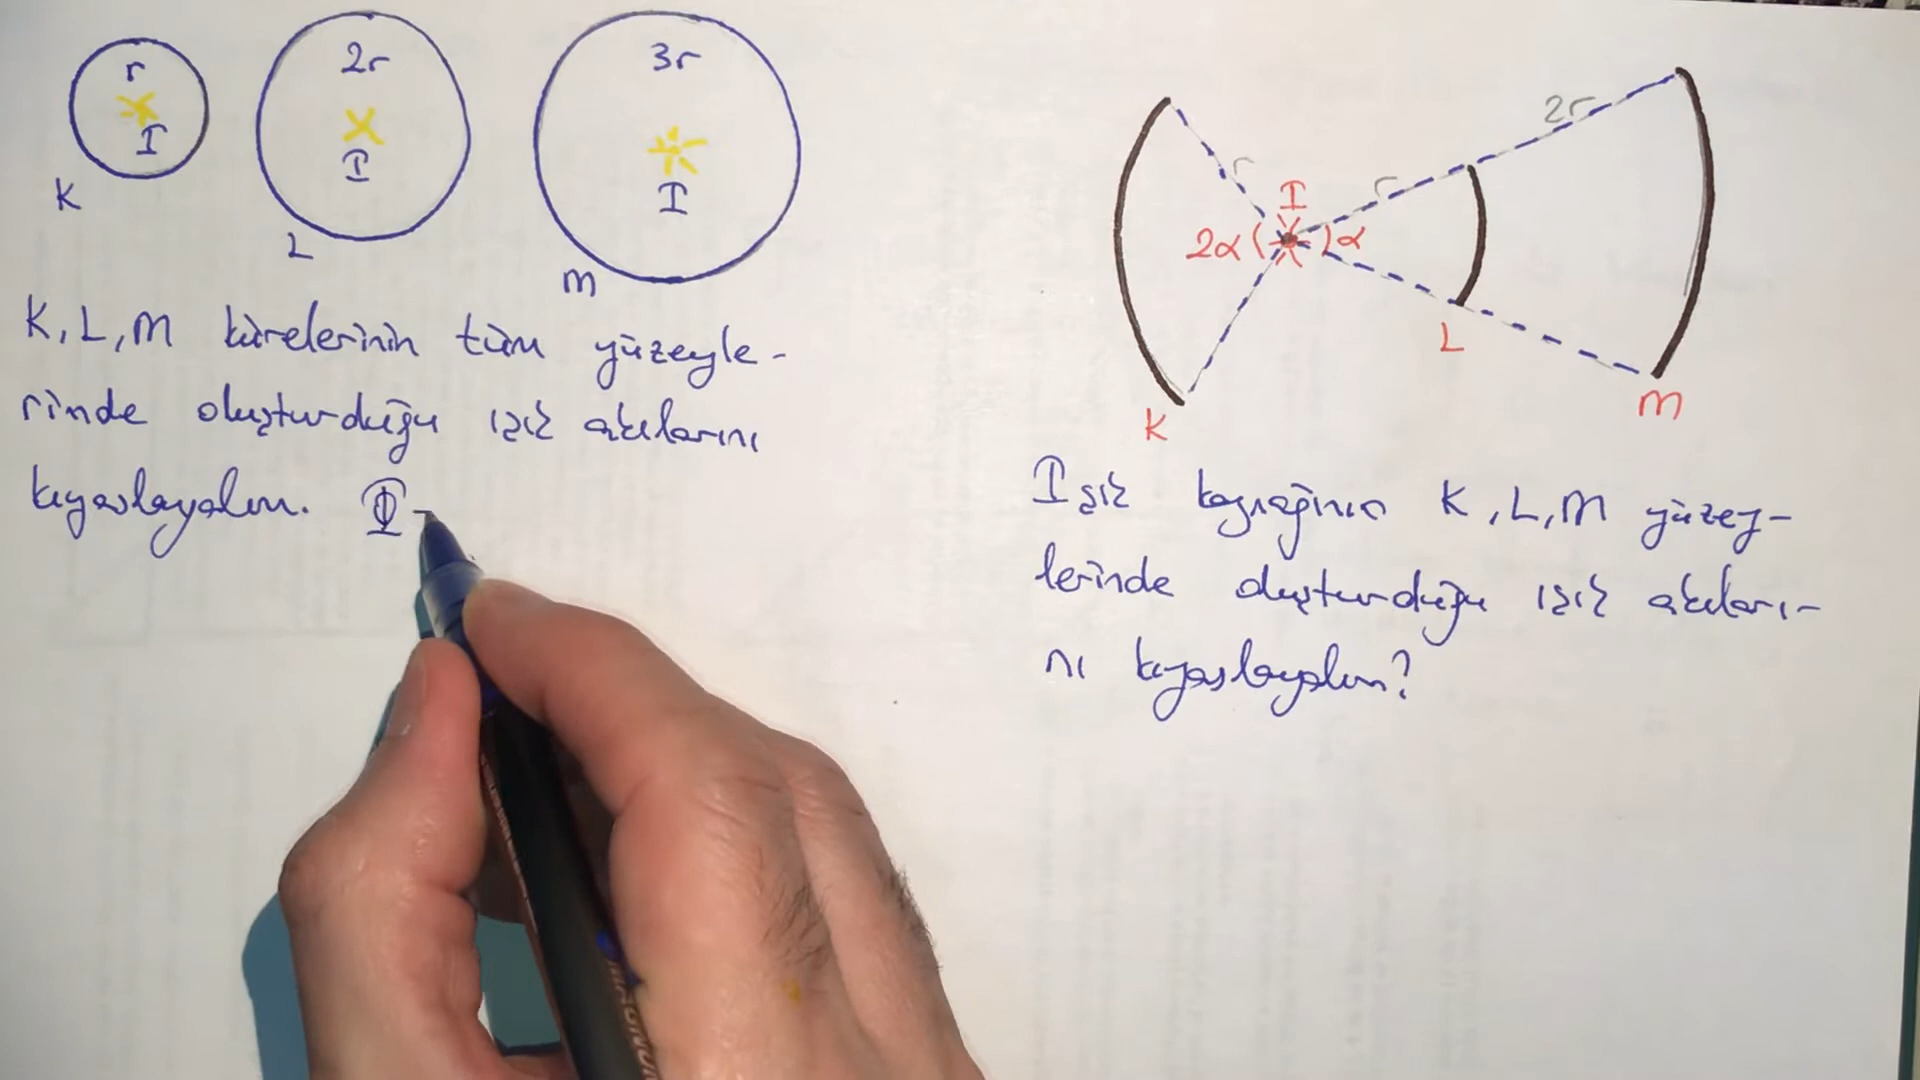 r
I
K
2r
I
L
3r
I
M
K, L, M kürelerinin tüm yüzeyle-
rinde oluşturduğu ışık akılarını
kıyaslayalım. Φ-
r
I
r
2r
2α
α
K
L
M
Işık kaynağının K, L, M yüzey-
lerinde oluşturduğu ışık akıları-
nı kıyaslayalım?